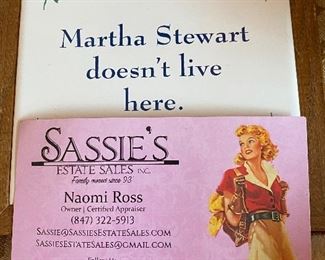 Martha Stewart
doesn't live
here.
SASSIE'S
ESTATE SALES INC.
Family owned since 93'
Naomi Ross
Owner | Certified Appraiser
(847) 322-5913
SASSIE@SASSIESESTATESALES.COM
SASSIESESTATESALES@GMAIL.COM